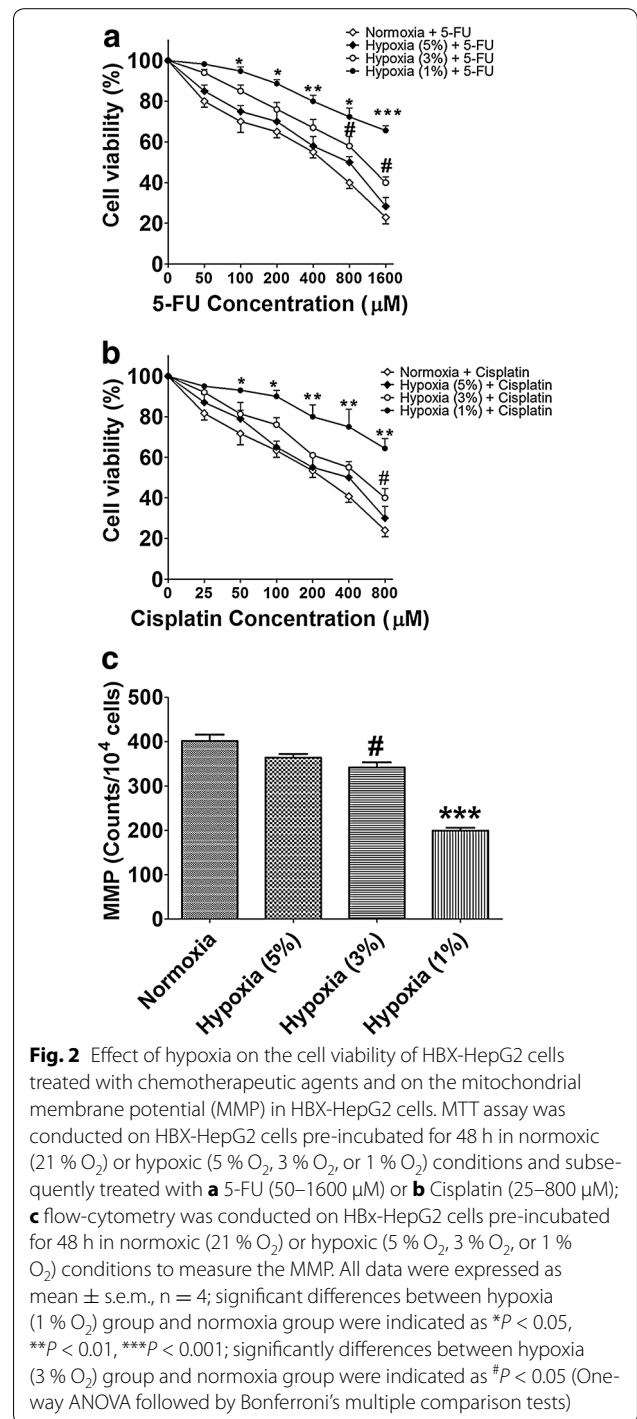 a
Normoxia + 5-FU
Hypoxia (5%) + 5-FU
Hypoxia (3%) + 5-FU
Hypoxia (1%) + 5-FU
Cell viability (%)
100
80
60
40
20
0
* * ** * ***
# #
0 50 100 200 400 800 1600
5-FU Concentration (μM)
b
Normoxia + Cisplatin
Hypoxia (5%) + Cisplatin
Hypoxia (3%) + Cisplatin
Hypoxia (1%) + Cisplatin
Cell viability (%)
100
80
60
40
20
0
* * ** ** **
#
0 25 50 100 200 400 800
Cisplatin Concentration (μM)
c
MMP (Counts/10⁴ cells)
500
400
300
200
100
0
#
***
Normoxia
Hypoxia (5%)
Hypoxia (3%)
Hypoxia (1%)
Fig. 2 Effect of hypoxia on the cell viability of HBX-HepG2 cells
treated with chemotherapeutic agents and on the mitochondrial
membrane potential (MMP) in HBX-HepG2 cells. MTT assay was
conducted on HBX-HepG2 cells pre-incubated for 48 h in normoxic
(21 % O₂) or hypoxic (5 % O₂, 3 % O₂, or 1 % O₂) conditions and subse-
quently treated with a 5-FU (50–1600 μM) or b Cisplatin (25–800 μM);
c flow-cytometry was conducted on HBx-HepG2 cells pre-incubated
for 48 h in normoxic (21 % O₂) or hypoxic (5 % O₂, 3 % O₂, or 1 %
O₂) conditions to measure the MMP. All data were expressed as
mean ± s.e.m., n = 4; significant differences between hypoxia
(1 % O₂) group and normoxia group were indicated as *P < 0.05,
**P < 0.01, ***P < 0.001; significantly differences between hypoxia
(3 % O₂) group and normoxia group were indicated as #P < 0.05 (One-
way ANOVA followed by Bonferroni's multiple comparison tests)